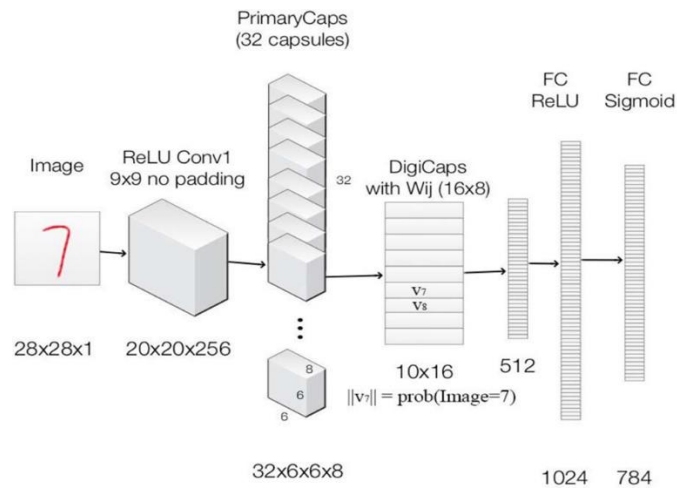 PrimaryCaps
(32 capsules)
FC
ReLU
FC
Sigmoid
Image
ReLU Conv1
9x9 no padding
32
DigiCaps
with Wij (16x8)
7
v₇
v₈
28x28x1
20x20x256
8
6
6
10x16
512
||v₇|| = prob(Image=7)
32x6x6x8
1024
784